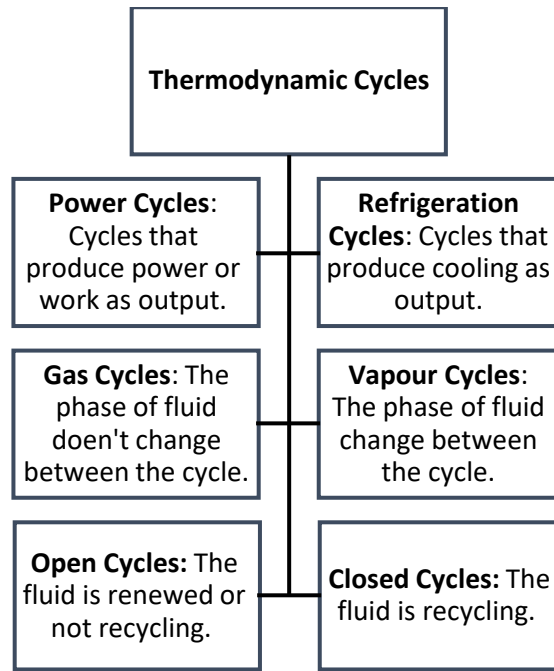 Thermodynamic Cycles
Power Cycles:
Cycles that
produce power or
work as output.
Refrigeration
Cycles: Cycles that
produce cooling as
output.
Gas Cycles: The
phase of fluid
doen't change
between the cycle.
Vapour Cycles:
The phase of fluid
change between
the cycle.
Open Cycles: The
fluid is renewed or
not recycling.
Closed Cycles: The
fluid is recycling.